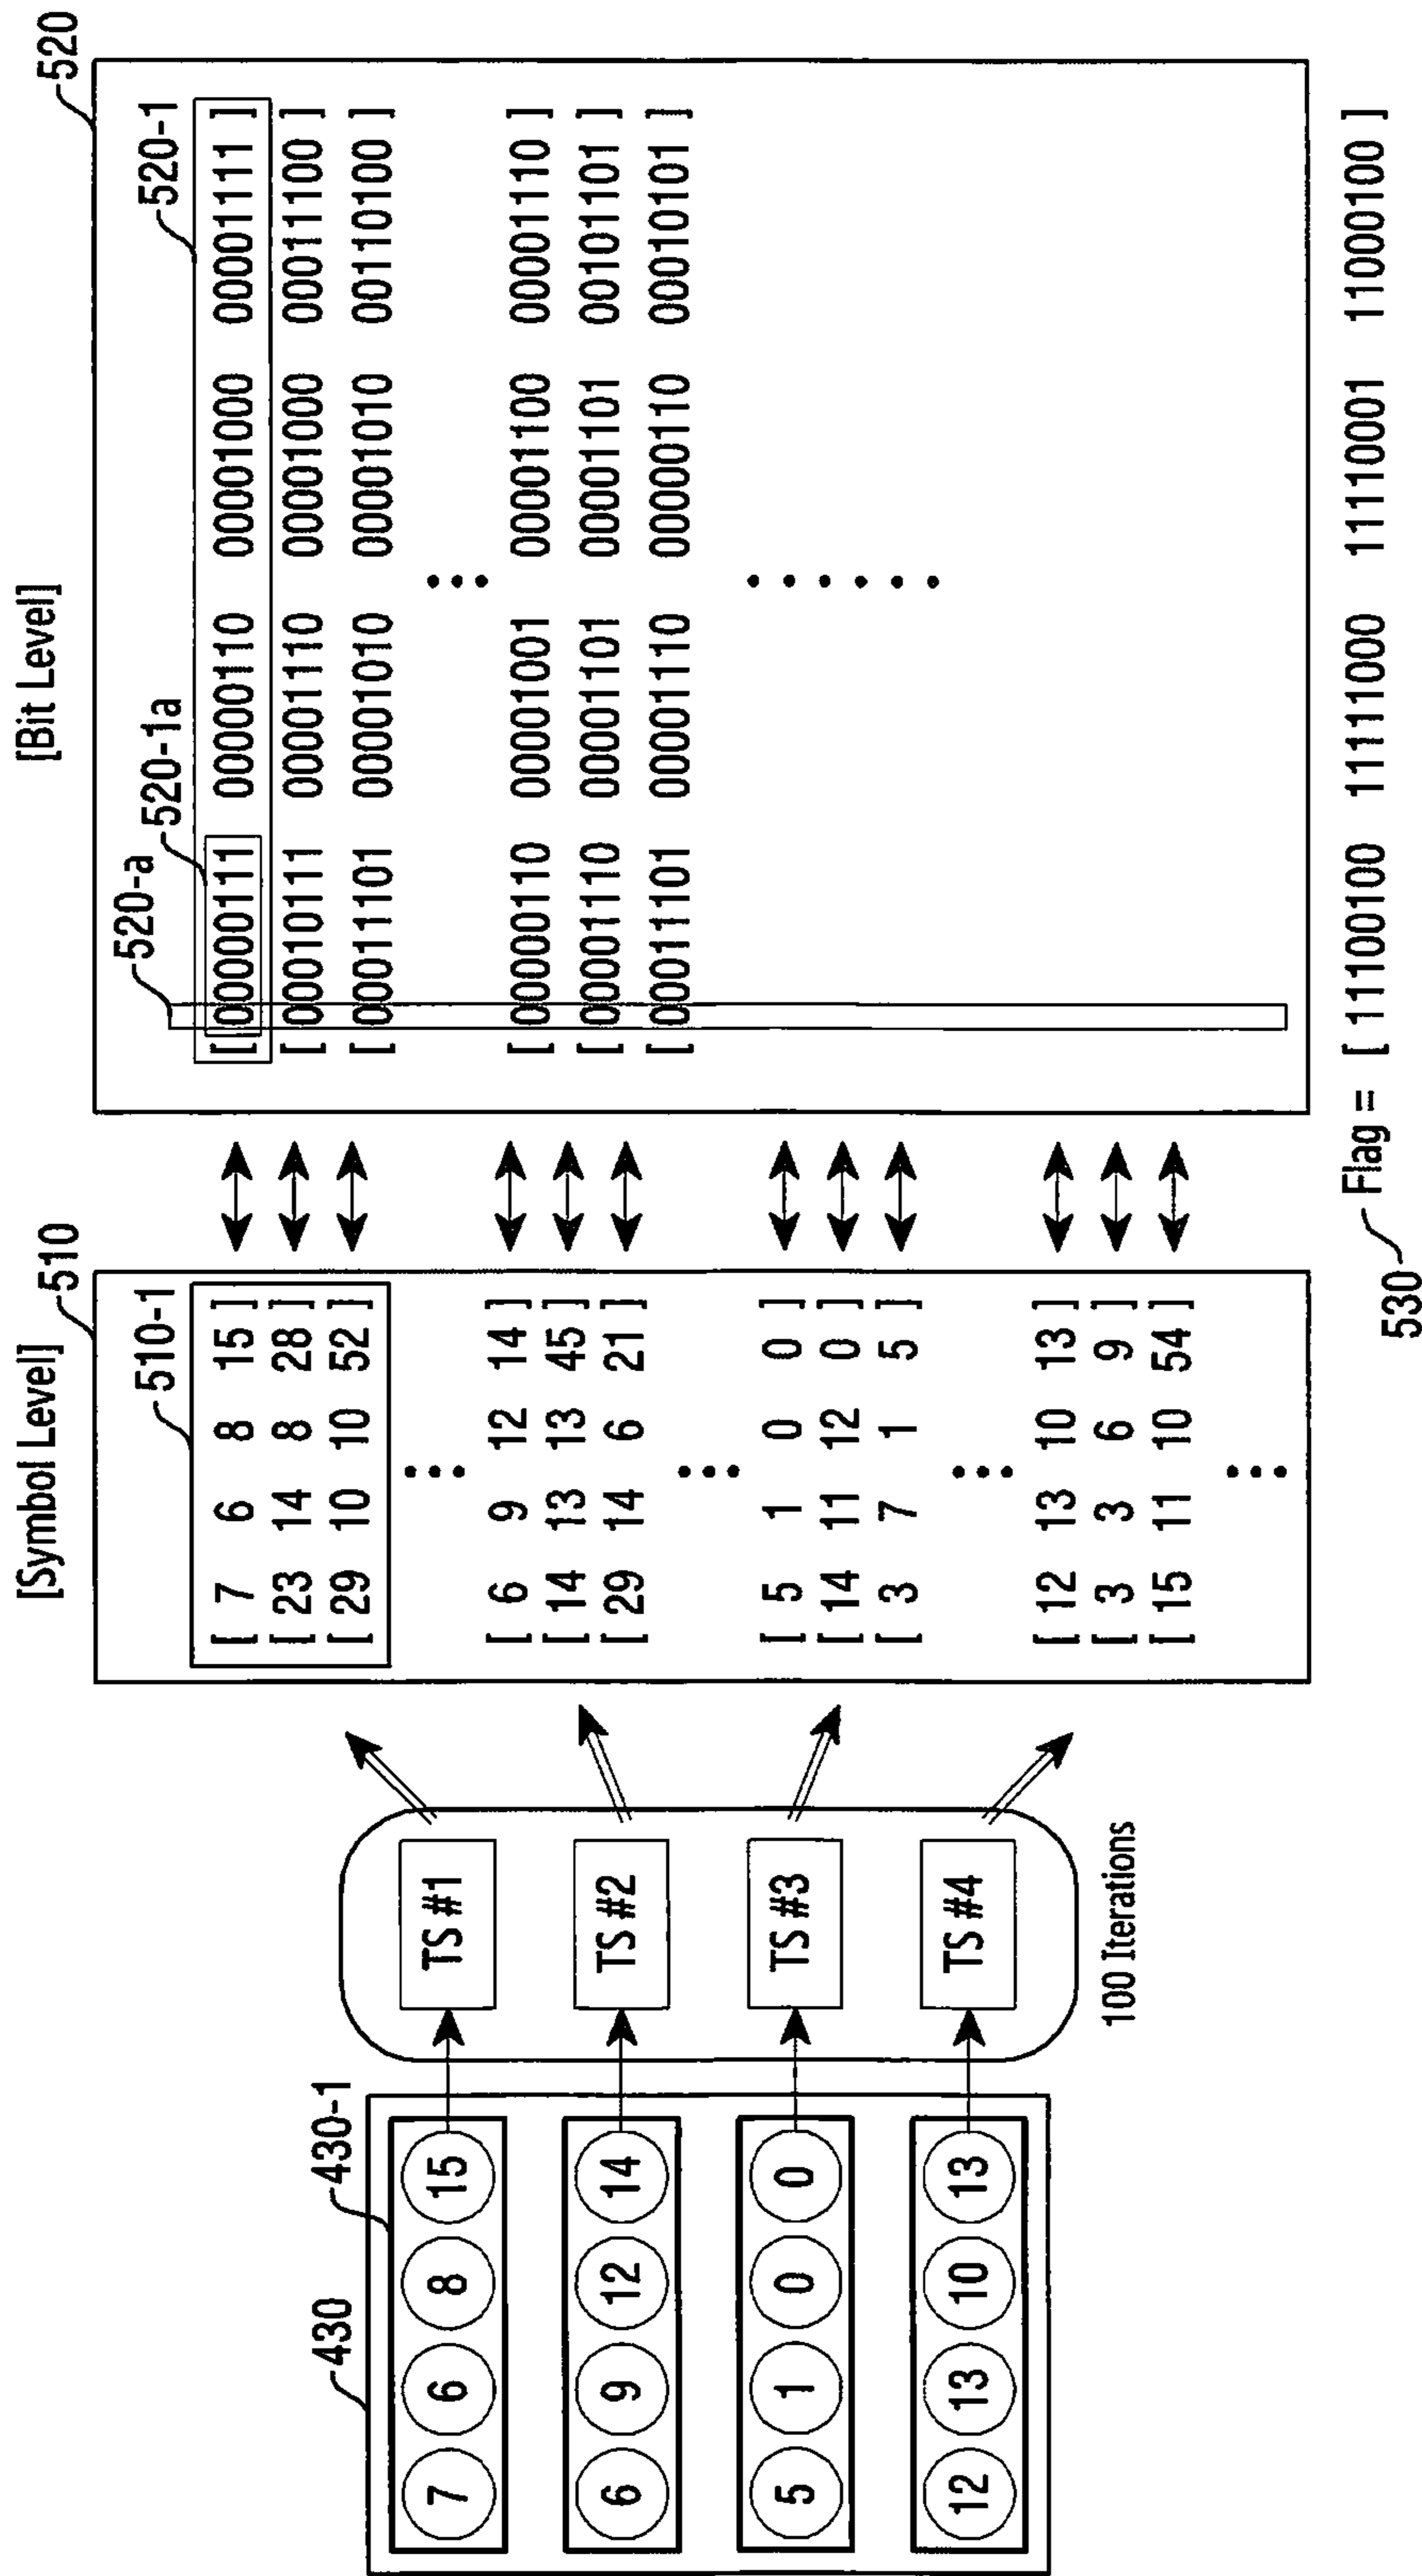 430
430-1
7 6 8 15
6 9 12 14
5 1 0 0
12 13 10 13
TS #1
TS #2
TS #3
TS #4
100 Iterations
[Symbol Level]
510
510-1
[ 7 6 8 15 ]
[ 23 14 8 28 ]
[ 29 10 10 52 ]
...
[ 6 9 12 14 ]
[ 14 13 13 45 ]
[ 29 14 6 21 ]
...
[ 5 1 0 0 ]
[ 14 11 12 0 ]
[ 3 7 1 5 ]
...
[ 12 13 10 13 ]
[ 3 3 6 9 ]
[ 15 11 10 54 ]
...
[Bit Level]
520
520-a
520-1a
520-1
[ 00000111 00000110 00001000 00001111 ]
[ 00010111 00001110 00001000 00011100 ]
[ 00011101 00001010 00001010 00110100 ]
...
[ 00000110 00001001 00001100 00001110 ]
[ 00001110 00001101 00001101 00101101 ]
[ 00011101 00001110 00000110 00010101 ]
......
530
Flag = [ 11100100 11111000 11110001 11000100 ]